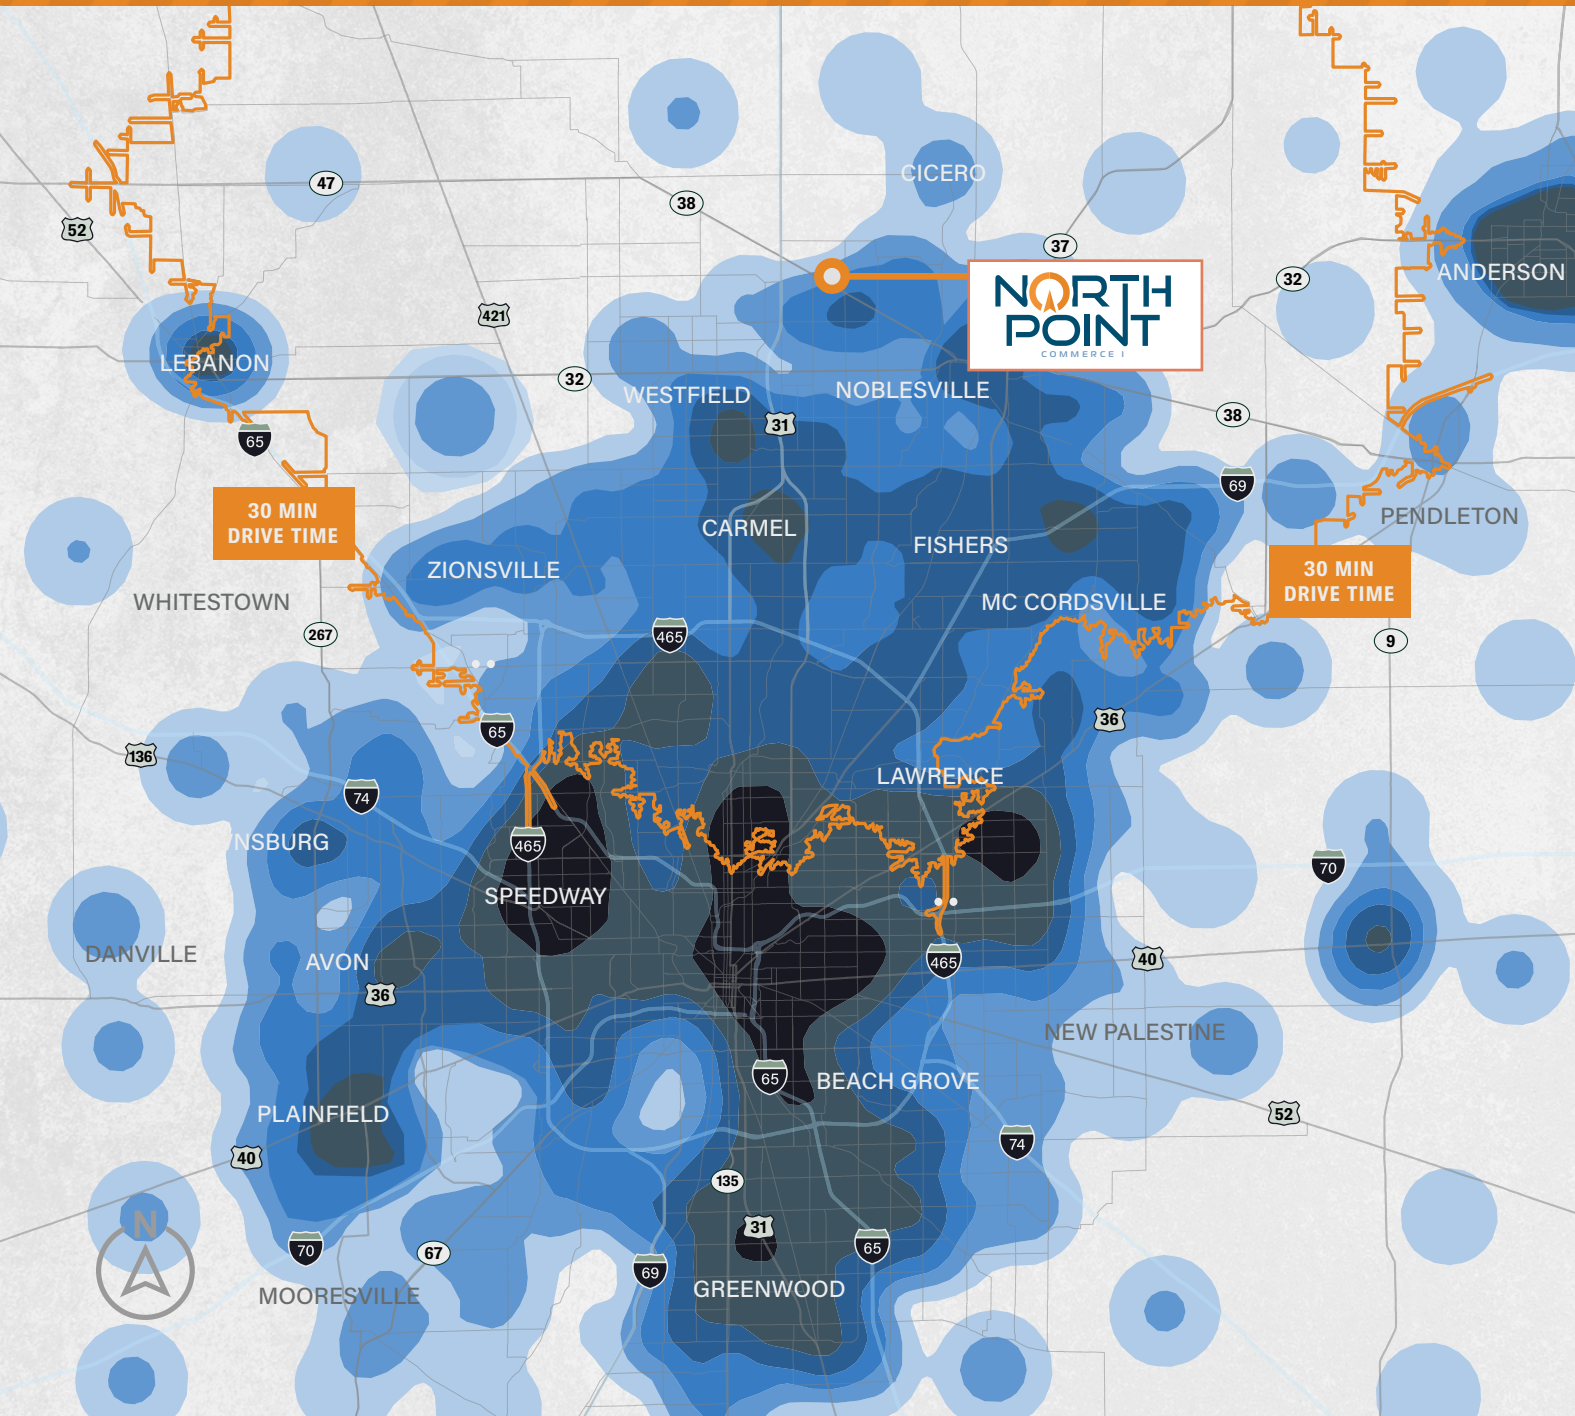 CICERO
47
38
52
37
NORTH
POINT
COMMERCE I
32
ANDERSON
421
LEBANON
32
WESTFIELD
NOBLESVILLE
31
38
65
69
30 MIN
DRIVE TIME
CARMEL
FISHERS
PENDLETON
ZIONSVILLE
30 MIN
DRIVE TIME
WHITESTOWN
MC CORDSVILLE
267
465
9
65
36
136
LAWRENCE
74
NSBURG
465
70
SPEEDWAY
DANVILLE
AVON
465
40
36
NEW PALESTINE
65
BEACH GROVE
PLAINFIELD
52
74
40
135
N
31
70
67
65
69
MOORESVILLE
GREENWOOD